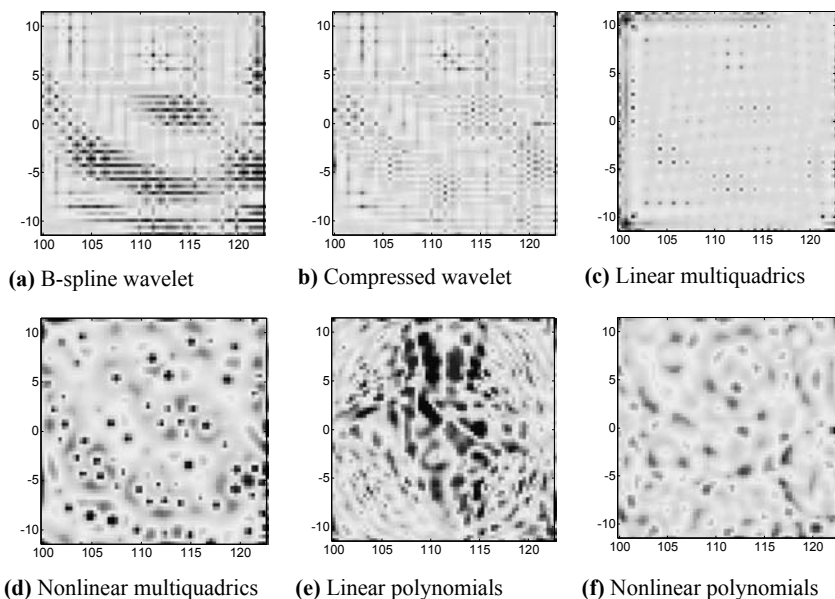 10
5
0
-5
-10
100 105 110 115 120
(a) B-spline wavelet
10
5
0
-5
-10
100 105 110 115 120
b) Compressed wavelet
10
5
0
-5
-10
100 105 110 115 120
(c) Linear multiquadrics
10
5
0
-5
-10
100 105 110 115 120
(d) Nonlinear multiquadrics
10
5
0
-5
-10
100 105 110 115 120
(e) Linear polynomials
10
5
0
-5
-10
100 105 110 115 120
(f) Nonlinear polynomials